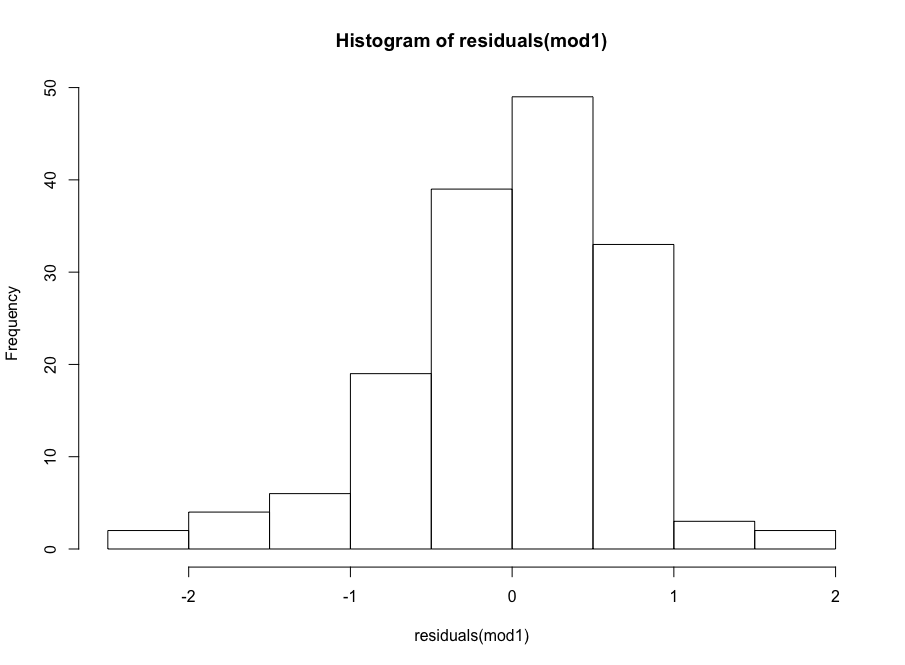 Histogram of residuals(mod1)
Frequency
50
40
30
20
10
0
-2 -1 0 1 2
residuals(mod1)